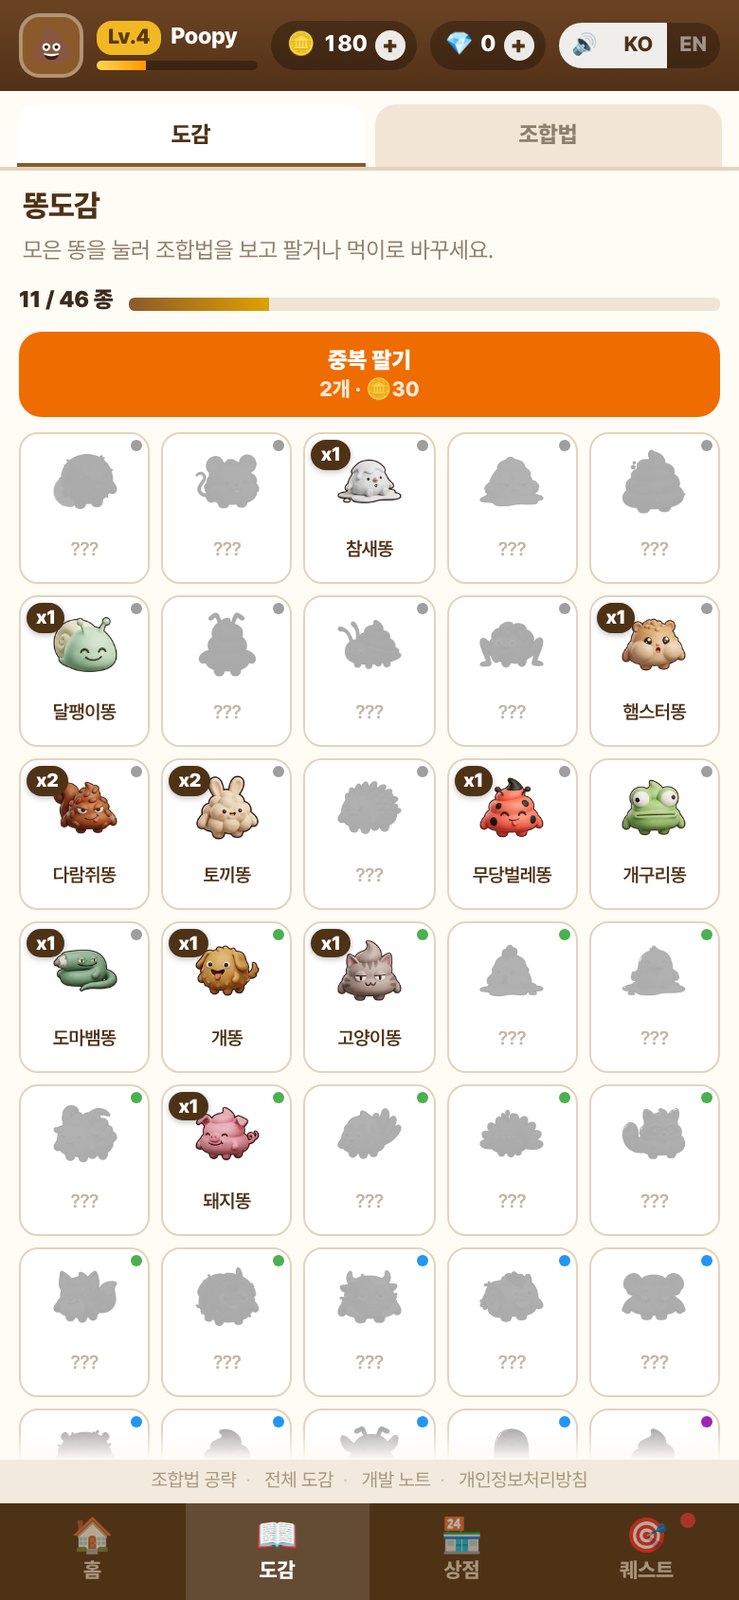 Lv.4 Poopy 180 + 0 + KO EN
도감 조합법
똥도감
모은 똥을 눌러 조합법을 보고 팔거나 먹이로 바꾸세요.
11 / 46 종
중복 팔기
2개 · 30
x1
??? ??? 참새똥 ??? ???
x1 x1
달팽이똥 ??? ??? ??? 햄스터똥
x2 x2 x1
다람쥐똥 토끼똥 ??? 무당벌레똥 개구리똥
x1 x1 x1
도마뱀똥 개똥 고양이똥 ??? ???
x1
??? 돼지똥 ??? ??? ???
??? ??? ??? ??? ???
조합법 공략 · 전체 도감 · 개발 노트 · 개인정보처리방침
24
홈 도감 상점 퀘스트